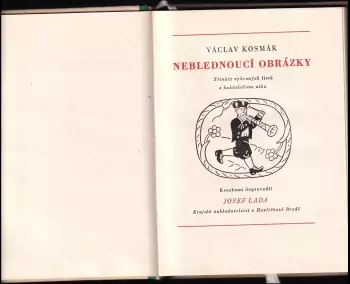 VÁCLAV KOSMÁK
NEBLEDNOUCÍ OBRÁZKY
Třináct vybraných listů
z kukátkářova alba
Kresbami doprovodil
JOSEF LADA
Krajské nakladatelství v Havlíčkově Brodě